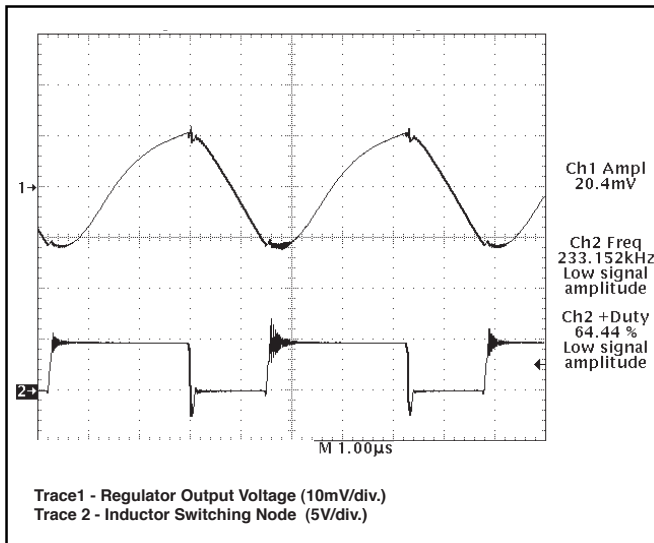 1
Ch1 Ampl
20.4mV
Ch2 Freq
233.152kHz
Low signal
amplitude
Ch2 +Duty
64.44 %
Low signal
amplitude
2
M 1.00µs
Trace1 - Regulator Output Voltage (10mV/div.)
Trace 2 - Inductor Switching Node (5V/div.)